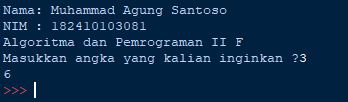 Nama: Muhammad Agung Santoso
NIM : 182410103081
Algoritma dan Pemrograman II F
Masukkan angka yang kalian inginkan ?3
6
>>>